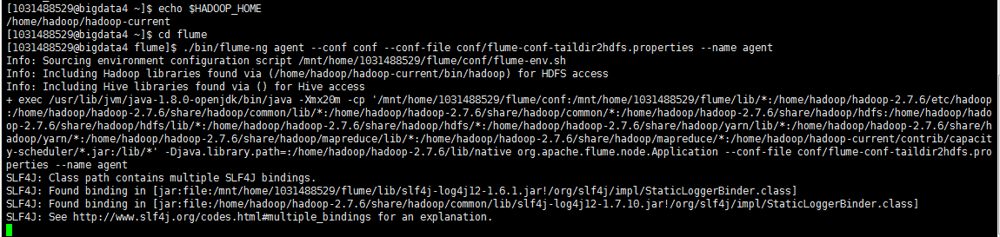 [1031488529@bigdata4 ~]$ echo $HADOOP_HOME
/home/hadoop/hadoop-current
[1031488529@bigdata4 ~]$ cd flume
[1031488529@bigdata4 flume]$ ./bin/flume-ng agent --conf conf --conf-file conf/flume-conf-taildir2hdfs.properties --name agent
Info: Sourcing environment configuration script /mnt/home/1031488529/flume/conf/flume-env.sh
Info: Including Hadoop libraries found via (/home/hadoop/hadoop-current/bin/hadoop) for HDFS access
Info: Including Hive libraries found via () for Hive access
+ exec /usr/lib/jvm/java-1.8.0-openjdk/bin/java -Xmx20m -cp '/mnt/home/1031488529/flume/conf:/mnt/home/1031488529/flume/lib/*:/home/hadoop/hadoop-2.7.6/etc/hadoop
:/home/hadoop/hadoop-2.7.6/share/hadoop/common/lib/*:/home/hadoop/hadoop-2.7.6/share/hadoop/common/*:/home/hadoop/hadoop-2.7.6/share/hadoop/hdfs:/home/hadoop/hado
op-2.7.6/share/hadoop/hdfs/lib/*:/home/hadoop/hadoop-2.7.6/share/hadoop/hdfs/*:/home/hadoop/hadoop-2.7.6/share/hadoop/yarn/lib/*:/home/hadoop/hadoop-2.7.6/share/h
adoop/yarn/*:/home/hadoop/hadoop-2.7.6/share/hadoop/mapreduce/lib/*:/home/hadoop/hadoop-2.7.6/share/hadoop/mapreduce/*:/home/hadoop/hadoop-current/contrib/capacit
y-scheduler/*.jar:/lib/*' -Djava.library.path=:/home/hadoop/hadoop-2.7.6/lib/native org.apache.flume.node.Application --conf-file conf/flume-conf-taildir2hdfs.pro
perties --name agent
SLF4J: Class path contains multiple SLF4J bindings.
SLF4J: Found binding in [jar:file:/mnt/home/1031488529/flume/lib/slf4j-log4j12-1.6.1.jar!/org/slf4j/impl/StaticLoggerBinder.class]
SLF4J: Found binding in [jar:file:/home/hadoop/hadoop-2.7.6/share/hadoop/common/lib/slf4j-log4j12-1.7.10.jar!/org/slf4j/impl/StaticLoggerBinder.class]
SLF4J: See http://www.slf4j.org/codes.html#multiple_bindings for an explanation.